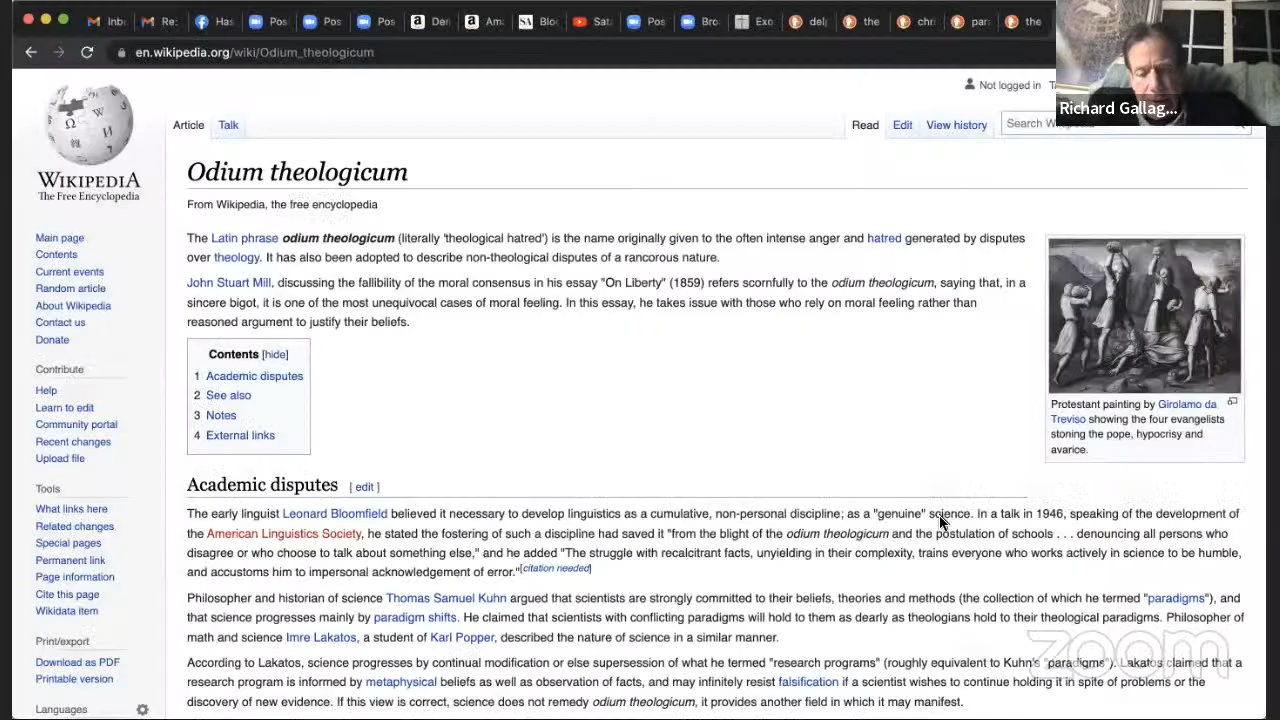 Inb Re: Has Pos Pos Pos Der Ama Blo Sata Pos Bro Exo del the chr par the
en.wikipedia.org/wiki/Odium_theologicum
Not logged in
Richard Gallag...
WIKIPEDIA
The Free Encyclopedia
Article Talk Read Edit View history Search W
Odium theologicum
From Wikipedia, the free encyclopedia
Main page
Contents
Current events
Random article
About Wikipedia
Contact us
Donate
Contribute
Help
Learn to edit
Community portal
Recent changes
Upload file
Tools
What links here
Related changes
Special pages
Permanent link
Page information
Cite this page
Wikidata item
Print/export
Download as PDF
Printable version
Languages
The Latin phrase odium theologicum (literally 'theological hatred') is the name originally given to the often intense anger and hatred generated by disputes
over theology. It has also been adopted to describe non-theological disputes of a rancorous nature.
John Stuart Mill, discussing the fallibility of the moral consensus in his essay "On Liberty" (1859) refers scornfully to the odium theologicum, saying that, in a
sincere bigot, it is one of the most unequivocal cases of moral feeling. In this essay, he takes issue with those who rely on moral feeling rather than
reasoned argument to justify their beliefs.
Contents [hide]
1 Academic disputes
2 See also
3 Notes
4 External links
Protestant painting by Girolamo da
Treviso showing the four evangelists
stoning the pope, hypocrisy and
avarice.
Academic disputes [ edit ]
The early linguist Leonard Bloomfield believed it necessary to develop linguistics as a cumulative, non-personal discipline; as a "genuine" science. In a talk in 1946, speaking of the development of
the American Linguistics Society, he stated the fostering of such a discipline had saved it "from the blight of the odium theologicum and the postulation of schools . . . denouncing all persons who
disagree or who choose to talk about something else," and he added "The struggle with recalcitrant facts, unyielding in their complexity, trains everyone who works actively in science to be humble,
and accustoms him to impersonal acknowledgement of error."[citation needed]
Philosopher and historian of science Thomas Samuel Kuhn argued that scientists are strongly committed to their beliefs, theories and methods (the collection of which he termed "paradigms"), and
that science progresses mainly by paradigm shifts. He claimed that scientists with conflicting paradigms will hold to them as dearly as theologians hold to their theological paradigms. Philosopher of
math and science Imre Lakatos, a student of Karl Popper, described the nature of science in a similar manner.
According to Lakatos, science progresses by continual modification or else supersession of what he termed "research programs" (roughly equivalent to Kuhn's "paradigms"). Lakatos claimed that a
research program is informed by metaphysical beliefs as well as observation of facts, and may infinitely resist falsification if a scientist wishes to continue holding it in spite of problems or the
discovery of new evidence. If this view is correct, science does not remedy odium theologicum, it provides another field in which it may manifest.
zoom